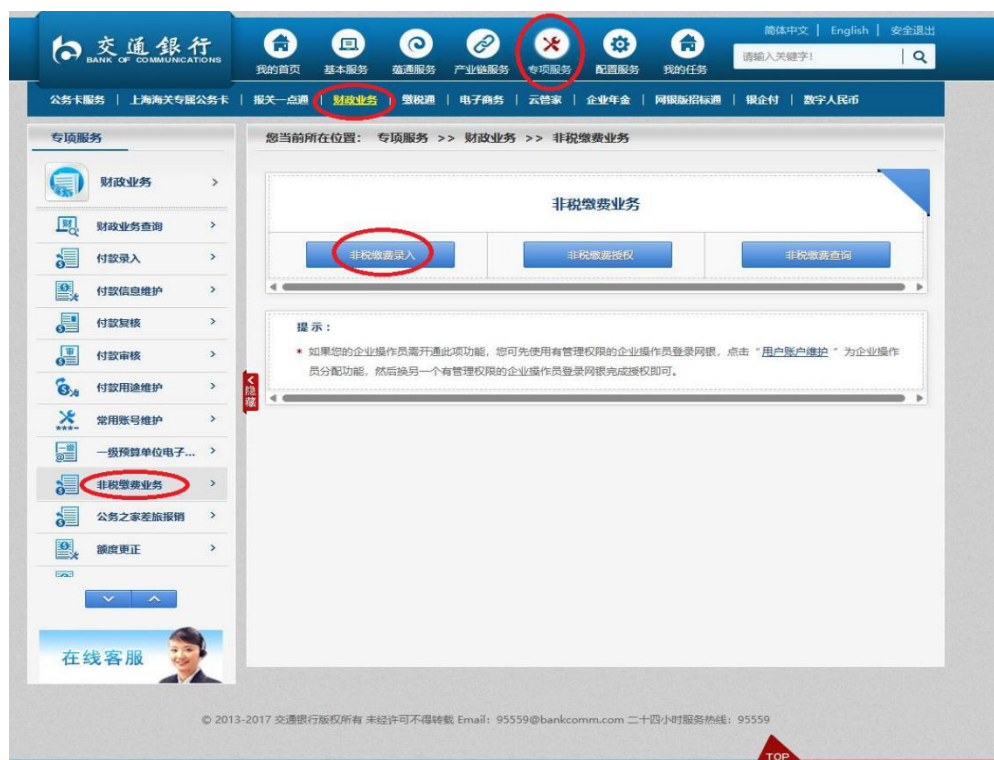 简体中文 | English | 安全退出
交通银行
BANK OF COMMUNICATIONS
我的首页 基本服务 蕴通服务 产业链服务 专项服务 配置服务 我的任务
请输入关键字!
公务卡服务 | 上海海关专属公务卡 | 报关一点通 | 财政业务 | 缴税通 | 电子商务 | 云管家 | 企业年金 | 网银版招标通 | 银企付 | 数字人民币
专项服务
您当前所在位置: 专项服务 >> 财政业务 >> 非税缴费业务
财政业务
财政业务查询
付款录入
付款信息维护
付款复核
付款审核
付款用途维护
常用账号维护
一级预算单位电子...
非税缴费业务
公务之家差旅报销
额度更正
在线客服
隐藏
非税缴费业务
非税缴费录入 非税缴费授权 非税缴费查询
提示:
* 如果您的企业操作员需开通此项功能,您可先使用有管理权限的企业操作员登录网银,点击“用户账户维护”为企业操作
员分配功能,然后换另一个有管理权限的企业操作员登录网银完成授权即可。
© 2013-2017 交通银行版权所有 未经许可不得转载 Email: 95559@bankcomm.com 二十四小时服务热线: 95559
TOP